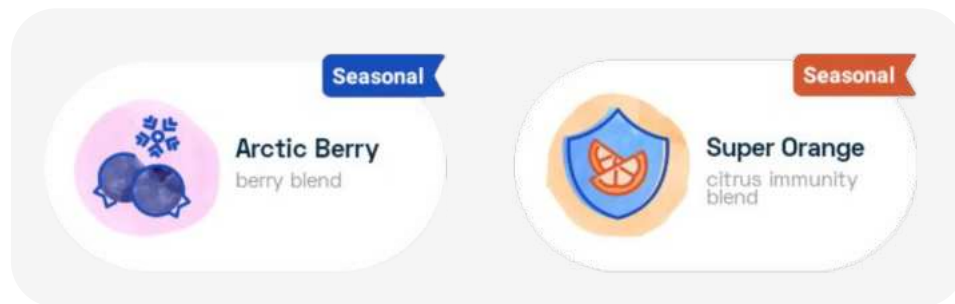 Seasonal
Arctic Berry
berry blend
Seasonal
Super Orange
citrus immunity
blend